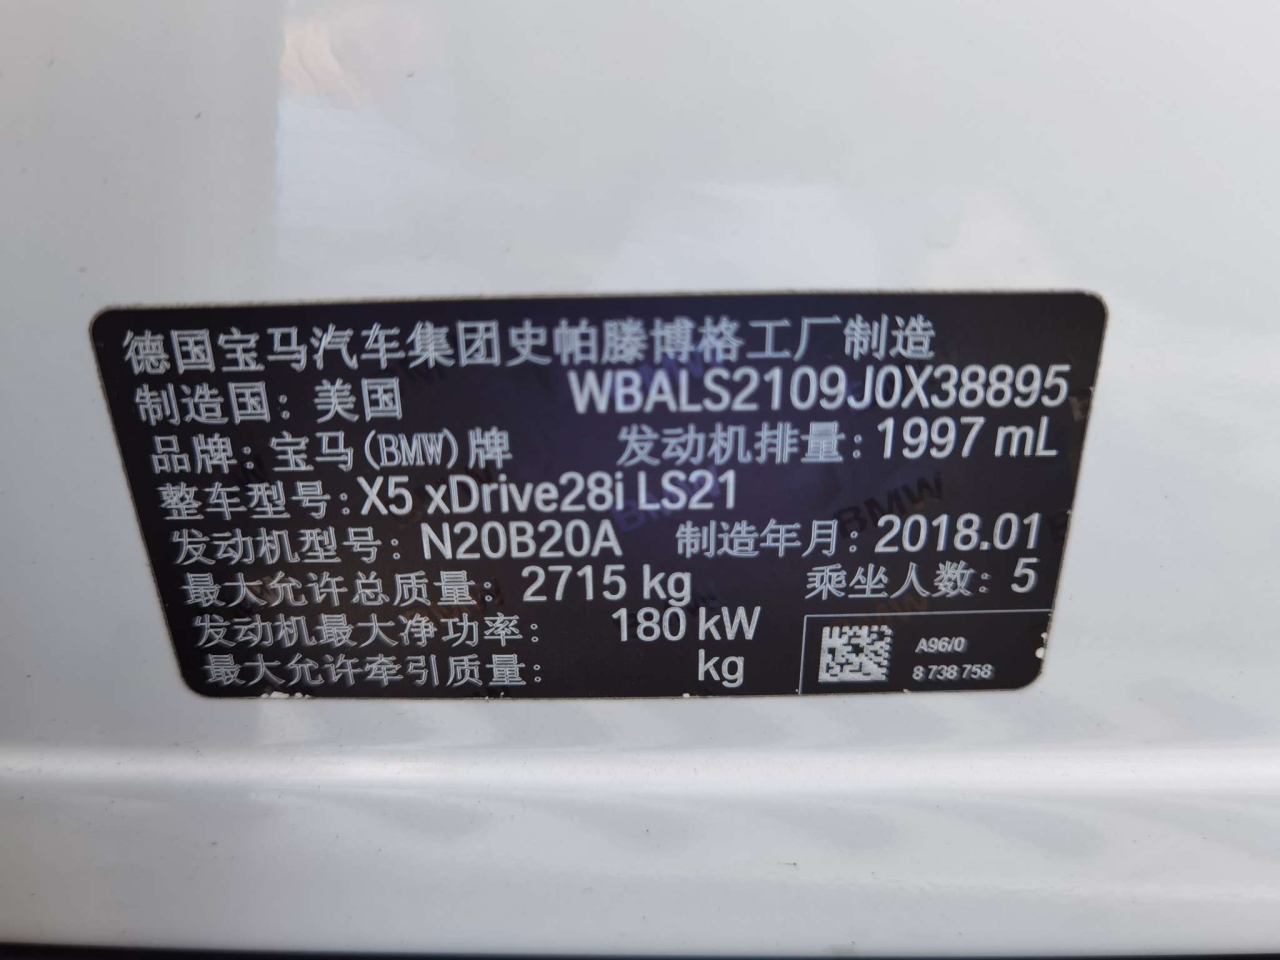 德国宝马汽车集团史帕滕博格工厂制造
制造国：美国 WBALS2109J0X38895
品牌：宝马(BMW)牌 发动机排量：1997 mL
整车型号：X5 xDrive28i LS21
发动机型号：N20B20A 制造年月：2018.01
最大允许总质量：2715 kg 乘坐人数：5
发动机最大净功率：180 kW
最大允许牵引质量： kg
A96/0
8 738 758